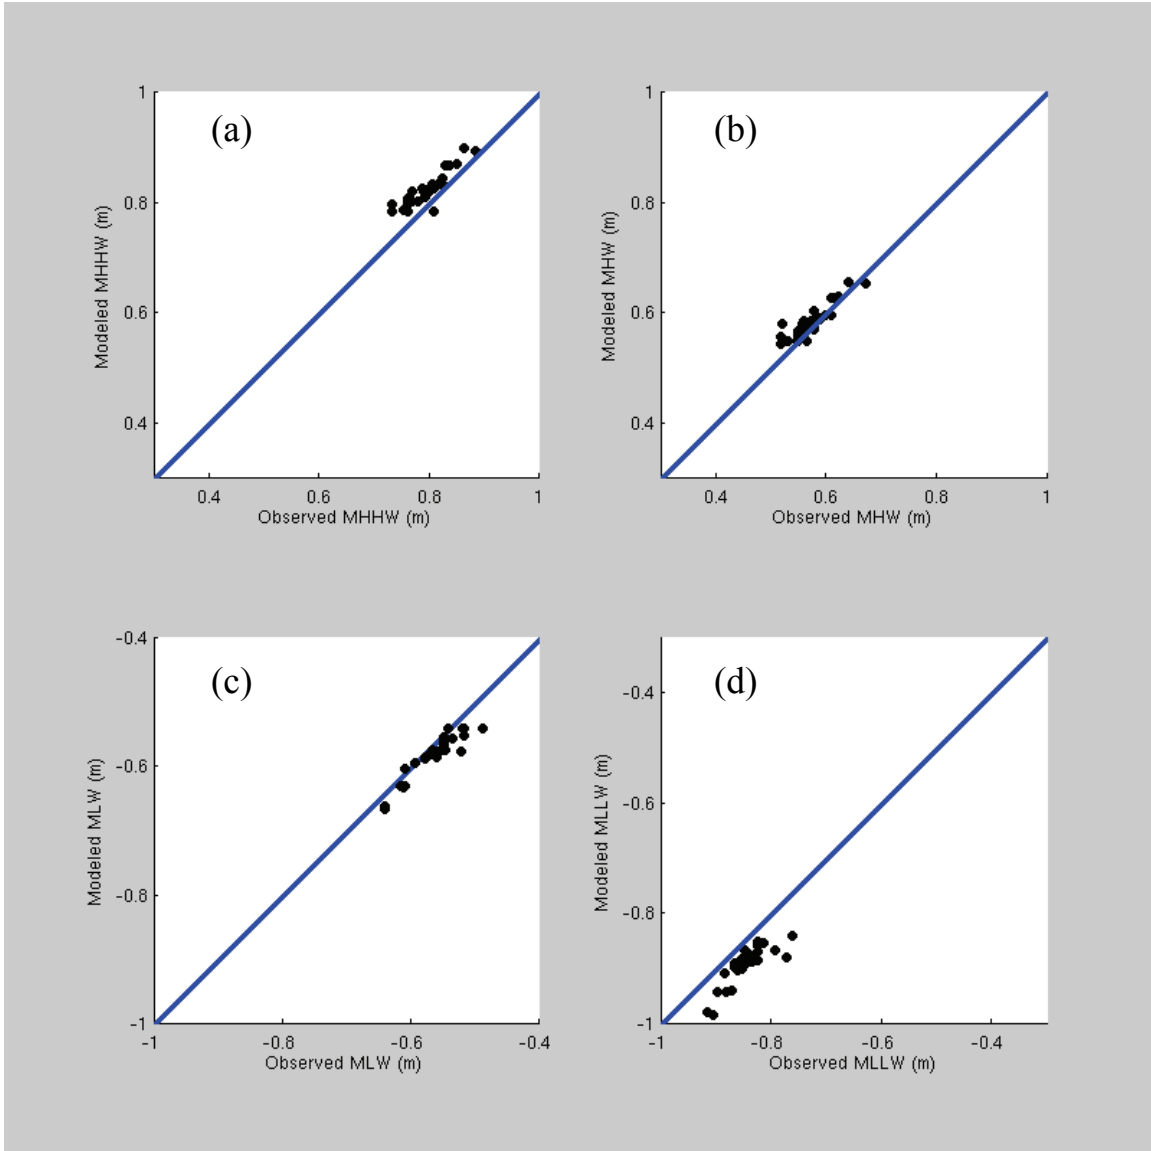 (a)
1
0.8
0.6
0.4
Modeled MHHW (m)
0.4 0.6 0.8 1
Observed MHHW (m)
(b)
1
0.8
0.6
0.4
Modeled MHW (m)
0.4 0.6 0.8 1
Observed MHW (m)
(c)
-0.4
-0.6
-0.8
-1
Modeled MLW (m)
-1 -0.8 -0.6 -0.4
Observed MLW (m)
(d)
-0.4
-0.6
-0.8
-1
Modeled MLLW (m)
-1 -0.8 -0.6 -0.4
Observed MLLW (m)